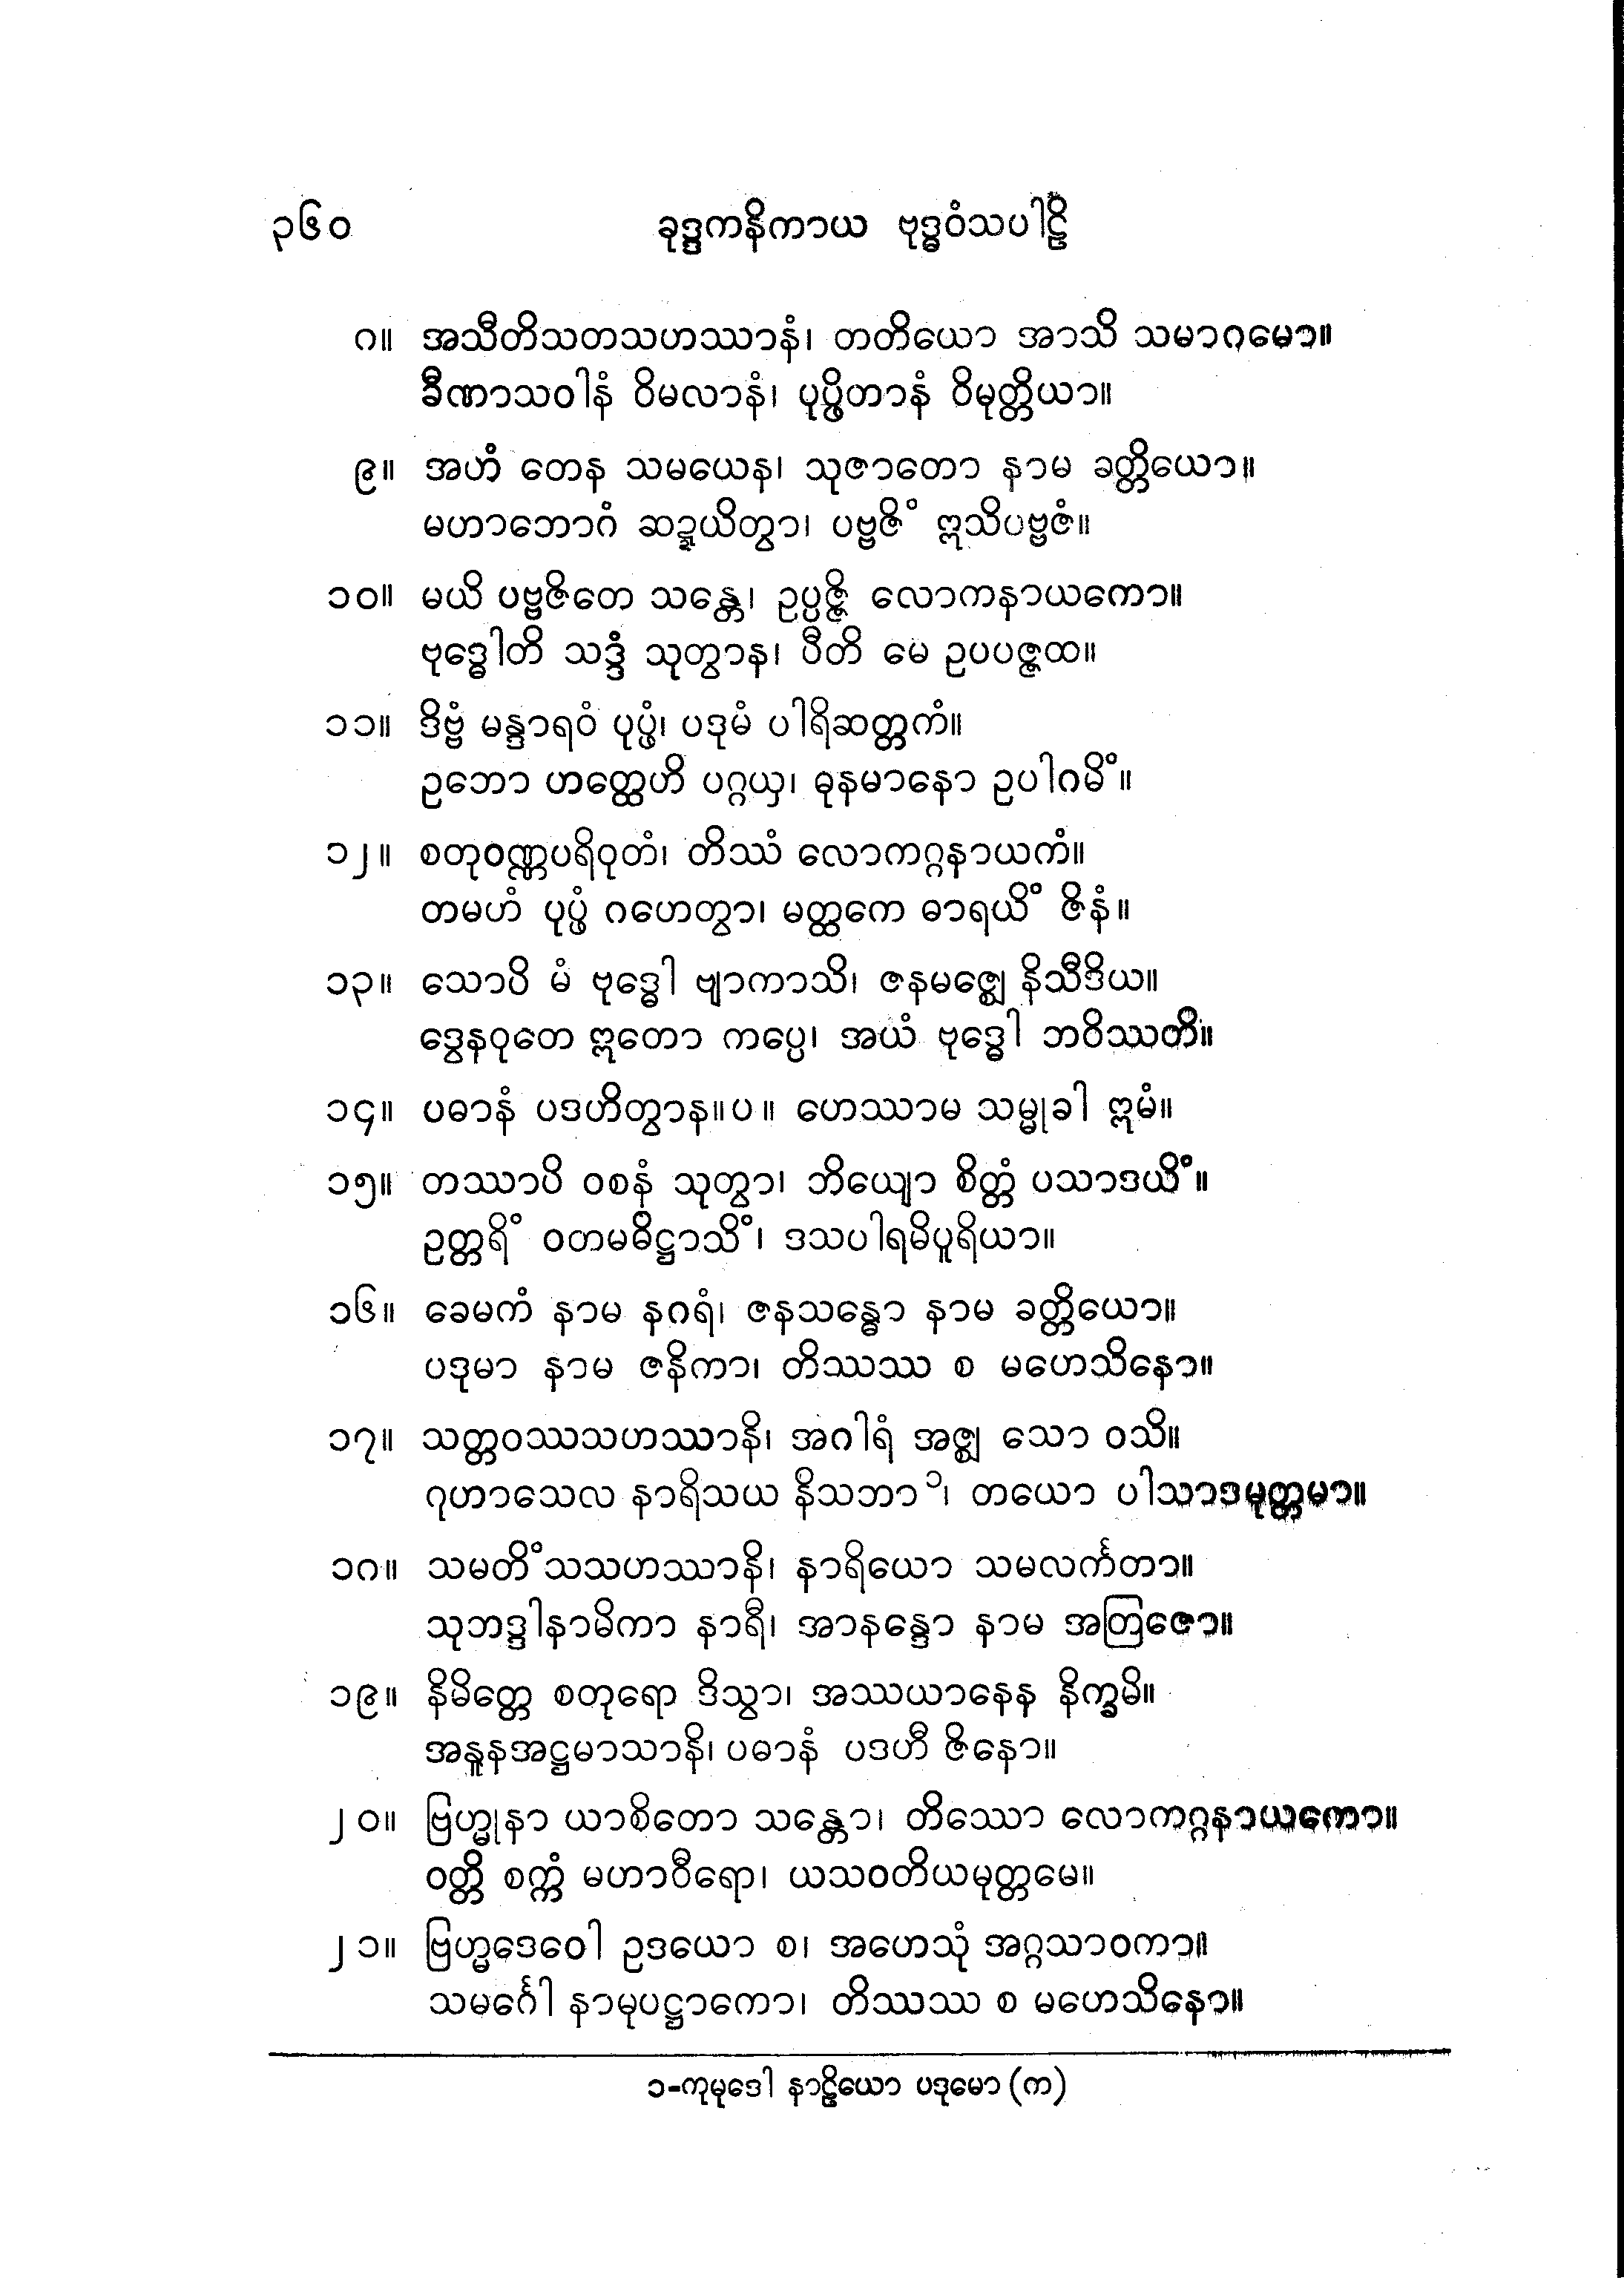 ၃၆၀ ခုဒ္ဒကနိကာယ ဗုဒ္ဓဝံသပါဠိ
၈။ အသီတိသတသဟဿာနံ၊ တတိယော အာသိ သမာဂမော။
ခီဏာသဝါနံ ဝိမလာနံ၊ ပုပ္ဖိတာနံ ဝိမုတ္တိယာ။
၉။ အဟံ တေန သမယေန၊ သုဇာတော နာမ ခတ္တိယော။
မဟာဘောဂံ ဆဍ္ဍယိတွာ၊ ပဗ္ဗဇိံ ဣသိပဗ္ဗဇံ။
၁၀။ မယိ ပဗ္ဗဇိတေ သန္တေ၊ ဥပ္ပဇ္ဇိ လောကနာယကော။
ဗုဒ္ဓေါတိ သဒ္ဒံ သုတွာန၊ ပီတိ မေ ဥပပဇ္ဇထ။
၁၁။ ဒိဗ္ဗံ မန္ဒာရဝံ ပုပ္ဖံ၊ ပဒုမံ ပါရိဆတ္တကံ။
ဥဘော ဟတ္ထေဟိ ပဂ္ဂယှ၊ ဓုနမာနော ဥပါဂမိံ။
၁၂။ စတုဝဏ္ဏပရိဝုတံ၊ တိဿံ လောကဂ္ဂနာယကံ။
တမဟံ ပုပ္ဖံ ဂဟေတွာ၊ မတ္ထကေ ဓာရယိံ ဇိနံ။
၁၃။ သောပိ မံ ဗုဒ္ဓေါ ဗျာကာသိ၊ ဇနမဇ္ဈေ နိသီဒိယ။
ဒွေနဝုတေ ဣတော ကပ္ပေ၊ အယံ ဗုဒ္ဓေါ ဘဝိဿတိ။
၁၄။ ပဓာနံ ပဒဟိတွာန။ပ။ ဟေဿာမ သမ္မုခါ ဣမံ။
၁၅။ တဿာပိ ဝစနံ သုတွာ၊ ဘိယျော စိတ္တံ ပသာဒယိံ။
ဥတ္တရိံ ဝတမဓိဋ္ဌာသိံ၊ ဒသပါရမိပူရိယာ။
၁၆။ ခေမကံ နာမ နဂရံ၊ ဇနသန္ဓော နာမ ခတ္တိယော။
ပဒုမာ နာမ ဇနိကာ၊ တိဿဿ စ မဟေသိနော။
၁၇။ သတ္တဝဿသဟဿာနိ၊ အဂါရံ အဇ္ဈ သော ဝသိ။
ဂုဟာသေလ နာရိသယ နိသဘာ ၁၊ တယော ပါသာဒမုတ္တမာ။
၁၈။ သမတိံသသဟဿာနိ၊ နာရိယော သမလင်္ကတာ။
သုဘဒ္ဒါနာမိကာ နာရီ၊ အာနန္ဒော နာမ အတြဇော။
၁၉။ နိမိတ္တေ စတုရော ဒိသွာ၊ အဿယာနေန နိက္ခမိ။
အနူနအဋ္ဌမာသာနိ၊ ပဓာနံ ပဒဟီ ဇိနော။
၂၀။ ဗြဟ္မုနာ ယာစိတော သန္တော၊ တိဿော လောကဂ္ဂနာယကော။
ဝတ္တိ စက္ကံ မဟာဝီရော၊ ယသဝတိယမုတ္တမေ။
၂၁။ ဗြဟ္မဒေဝေါ ဥဒယော စ၊ အဟေသုံ အဂ္ဂသာဝကာ။
သမင်္ဂေါ နာမုပဋ္ဌာကော၊ တိဿဿ စ မဟေသိနော။
၁-ကုမုဒေါ နာဠိယော ပဒုမော (က)